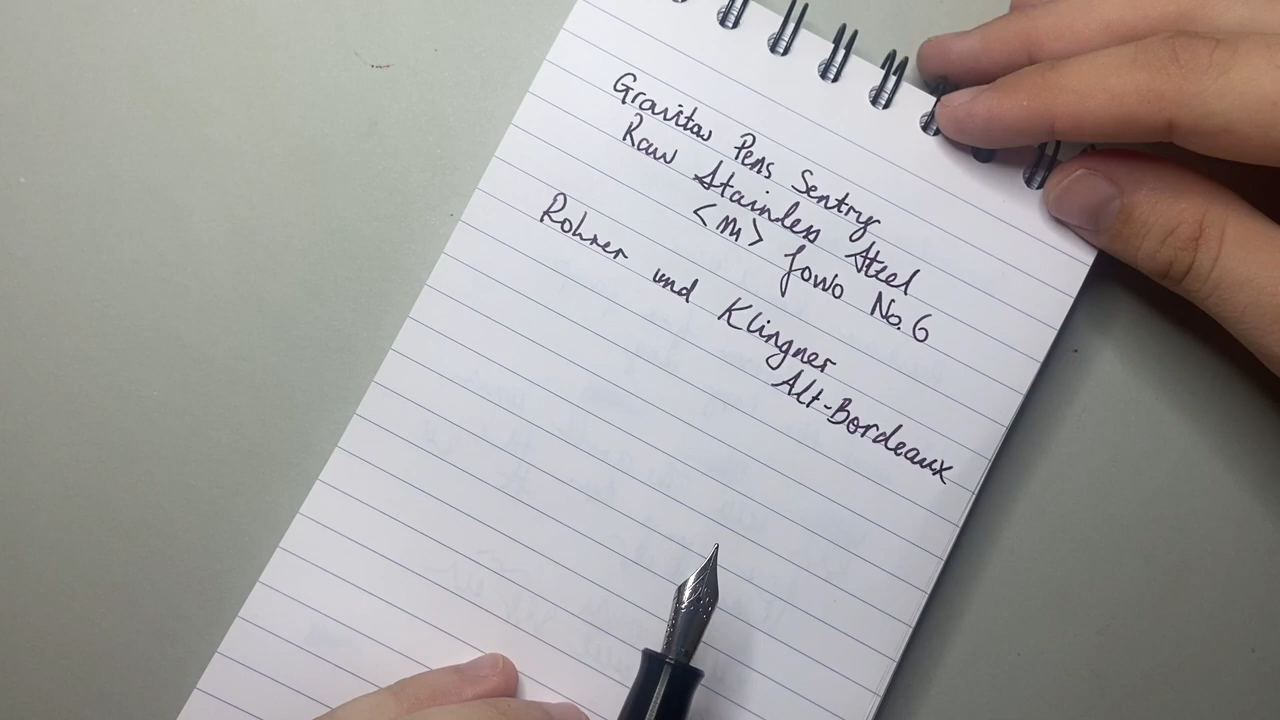 Gravitas Pens Sentry
Raw Stainless Steel
<M> Jowo No. 6
Rohrer und Klingner
Alt-Bordeaux